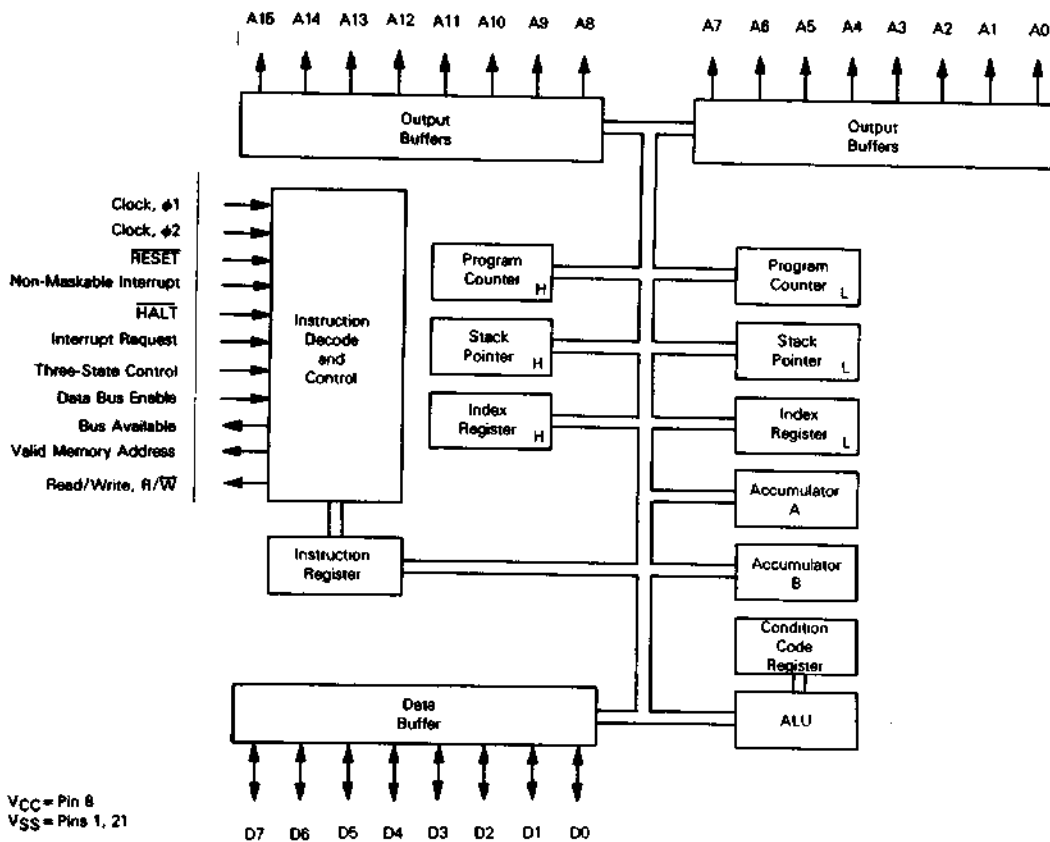 A15 A14 A13 A12 A11 A10 A9 A8
A7 A6 A5 A4 A3 A2 A1 A0
Output
Buffers
Output
Buffers
Clock, ϕ1
Clock, ϕ2
RESET
Non-Maskable Interrupt
HALT
Interrupt Request
Three-State Control
Data Bus Enable
Bus Available
Valid Memory Address
Read/Write, R/W
Instruction
Decode
and
Control
Program
Counter
H
Program
Counter
L
Stack
Pointer
H
Stack
Pointer
L
Index
Register
H
Index
Register
L
Accumulator
A
Instruction
Register
Accumulator
B
Condition
Code
Register
Data
Buffer
ALU
D7 D6 D5 D4 D3 D2 D1 D0
VCC = Pin 8
VSS = Pins 1, 21